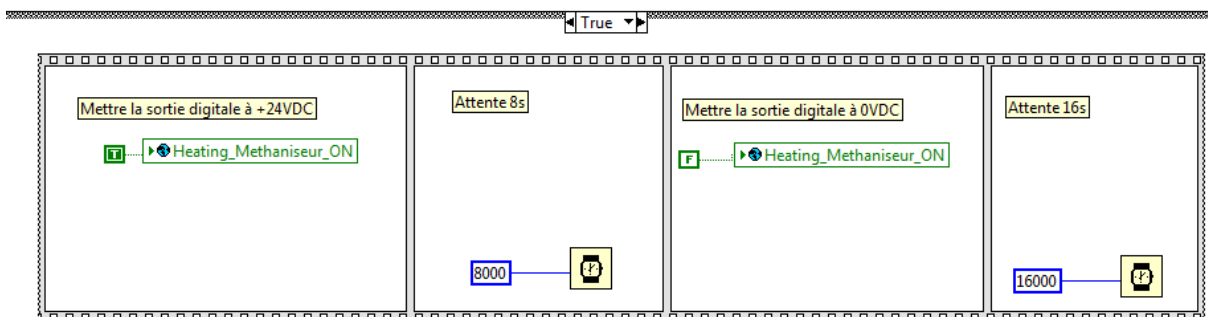 True
Mettre la sortie digitale à +24VDC
T
Heating_Methaniseur_ON
Attente 8s
8000
Mettre la sortie digitale à 0VDC
F
Heating_Methaniseur_ON
Attente 16s
16000